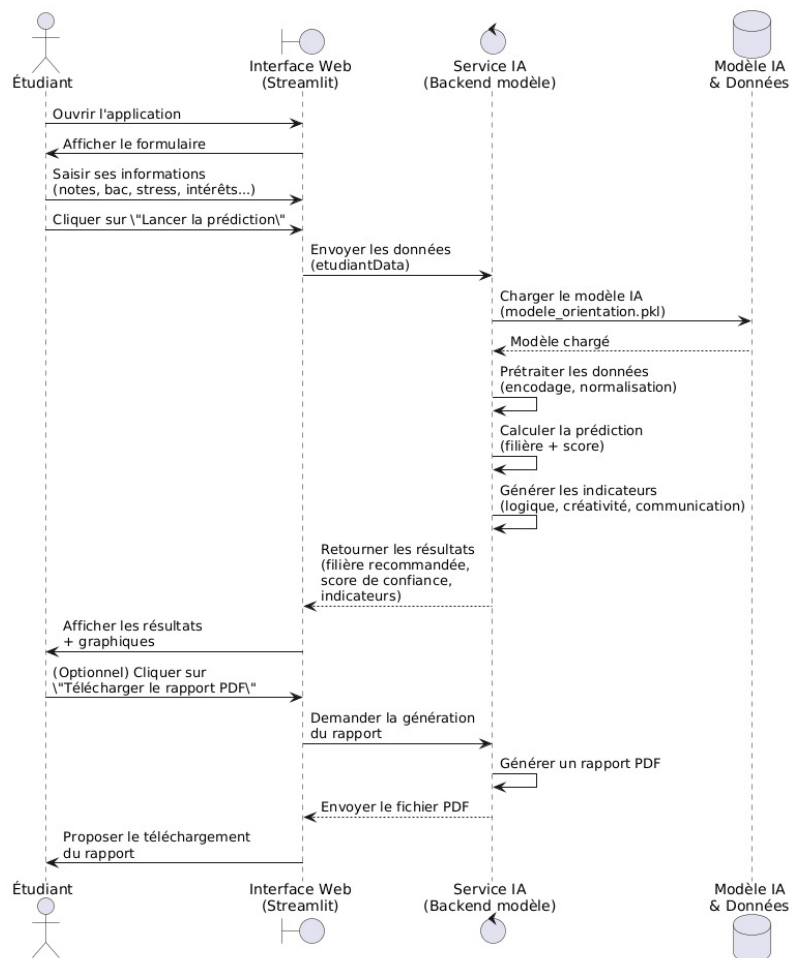 Étudiant
Interface Web
(Streamlit)
Service IA
(Backend modèle)
Modèle IA
& Données
Ouvrir l'application
Afficher le formulaire
Saisir ses informations
(notes, bac, stress, intérêts...)
Cliquer sur \"Lancer la prédiction\"
Envoyer les données
(etudiantData)
Charger le modèle IA
(modele_orientation.pkl)
Modèle chargé
Prétraiter les données
(encodage, normalisation)
Calculer la prédiction
(filière + score)
Générer les indicateurs
(logique, créativité, communication)
Retourner les résultats
(filière recommandée,
score de confiance,
indicateurs)
Afficher les résultats
+ graphiques
(Optionnel) Cliquer sur
\"Télécharger le rapport PDF\"
Demander la génération
du rapport
Générer un rapport PDF
Envoyer le fichier PDF
Proposer le téléchargement
du rapport
Étudiant
Interface Web
(Streamlit)
Service IA
(Backend modèle)
Modèle IA
& Données